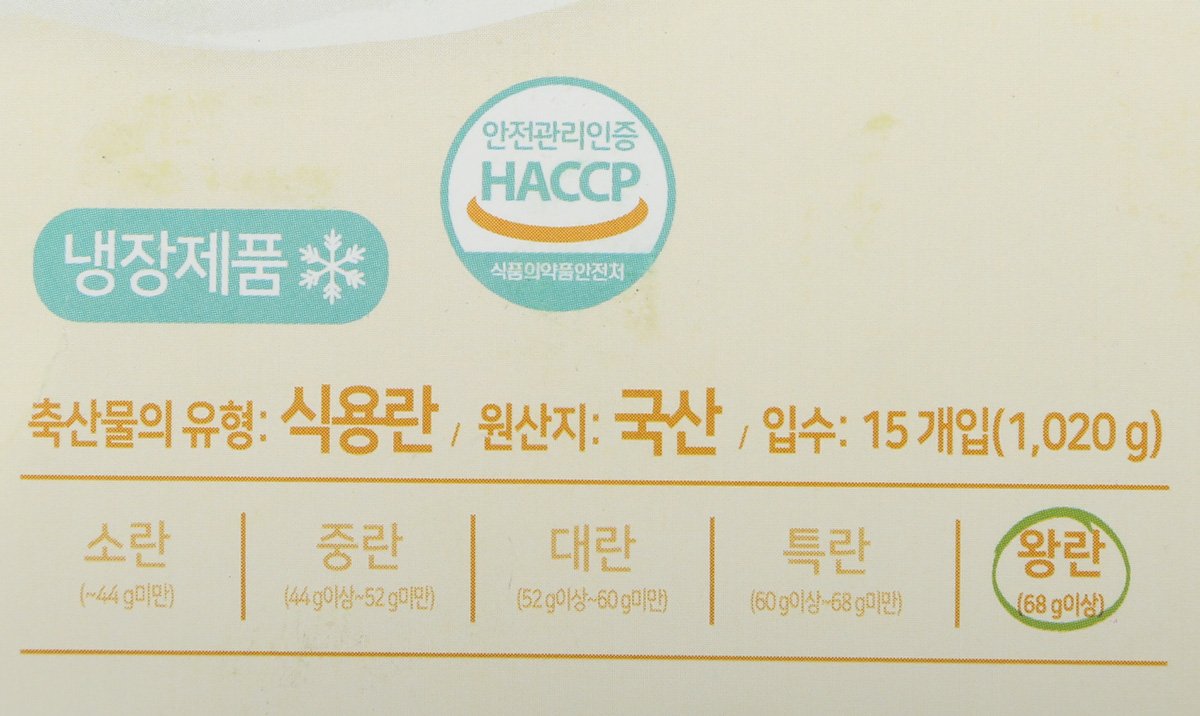 안전관리인증
HACCP
식품의약품안전처
냉장제품
축산물의 유형: 식용란 / 원산지: 국산 / 입수: 15 개입(1,020 g)
소란 중란 대란 특란 왕란
(~44 g미만) (44 g이상~52 g미만) (52 g이상~60 g미만) (60 g이상~68 g미만) (68 g이상)